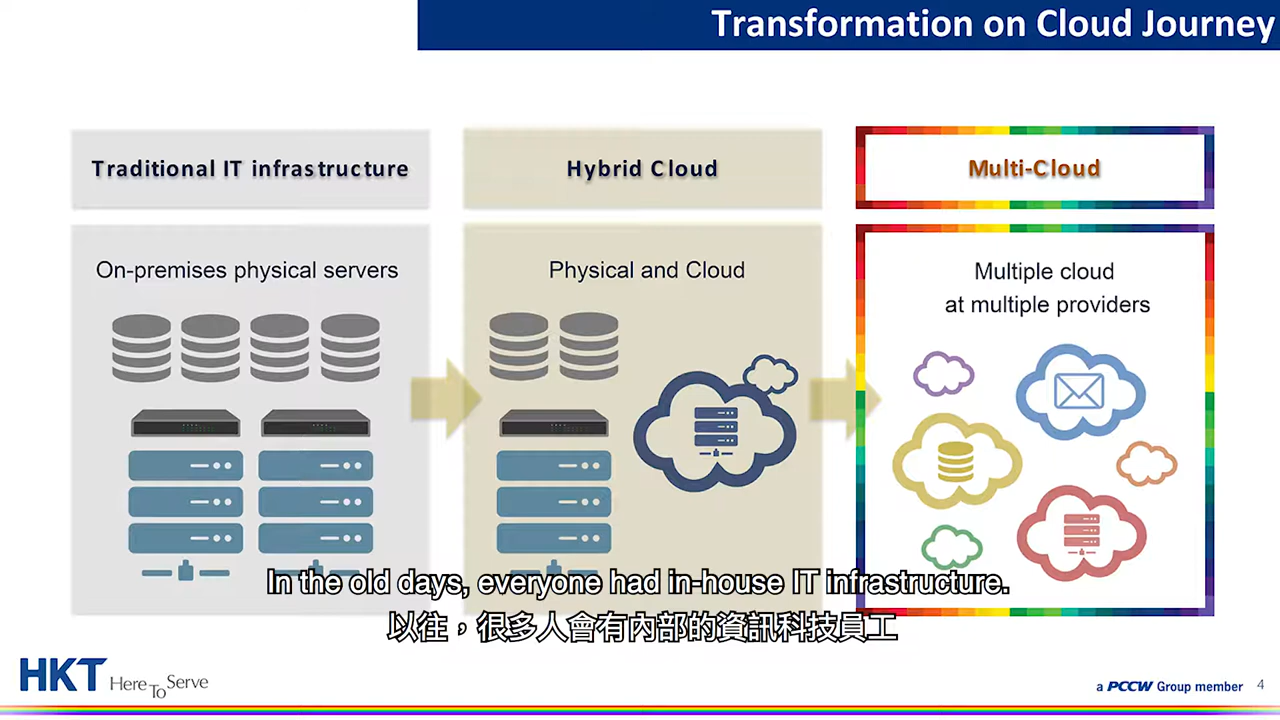 Transformation on Cloud Journey
Traditional IT infrastructure
Hybrid Cloud
Multi-Cloud
On-premises physical servers
Physical and Cloud
Multiple cloud
at multiple providers
In the old days, everyone had in-house IT infrastructure.
以往，很多人會有內部的資訊科技員工
HKT Here To Serve
a PCCW Group member 4